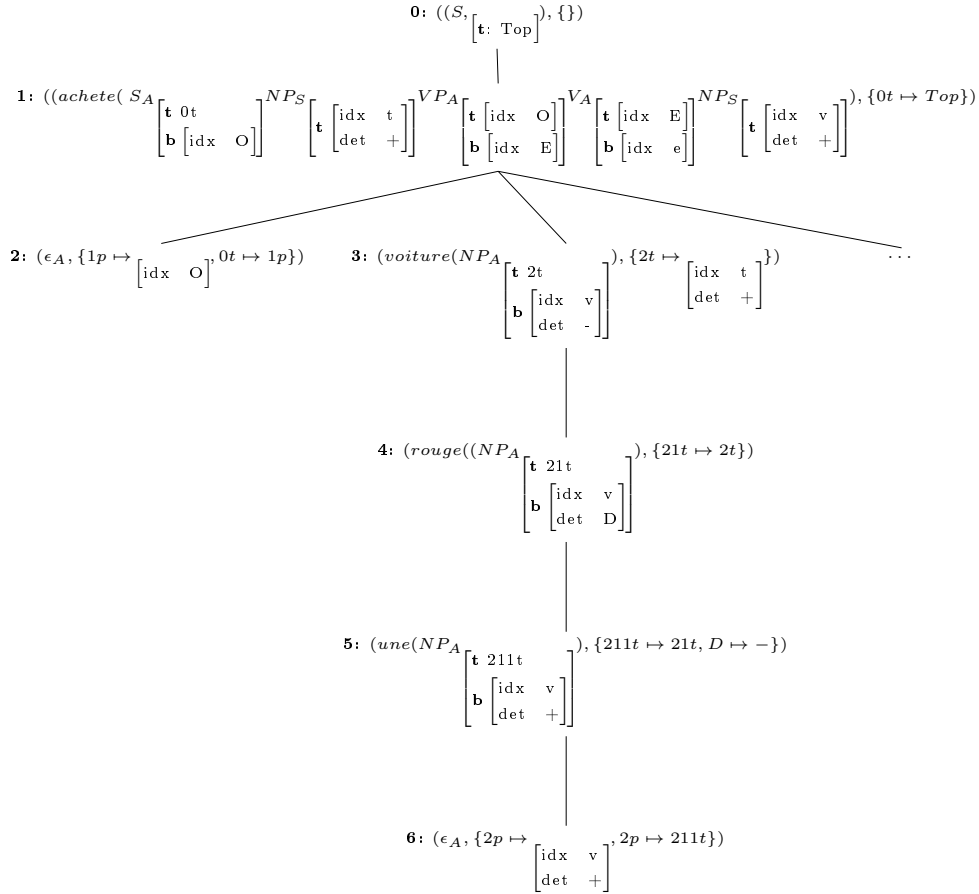 0: ((S, [t: Top]), {})
1: ((achete( S_A [t 0t, b [idx O]] NP_S [t [idx t, det +]] VP_A [t [idx O], b [idx E]] V_A [t [idx E], b [idx e]] NP_S [t [idx v, det +]] ), {0t ↦ Top})
2: (ϵ_A, {1p ↦ [idx O], 0t ↦ 1p}) 3: (voiture(NP_A [t 2t, b [idx v, det -]] ), {2t ↦ [idx t, det +] }) ...
4: (rouge((NP_A [t 21t, b [idx v, det D]] ), {21t ↦ 2t})
5: (une(NP_A [t 211t, b [idx v, det +]] ), {211t ↦ 21t, D ↦ −})
6: (ϵ_A, {2p ↦ [idx v, det +], 2p ↦ 211t})